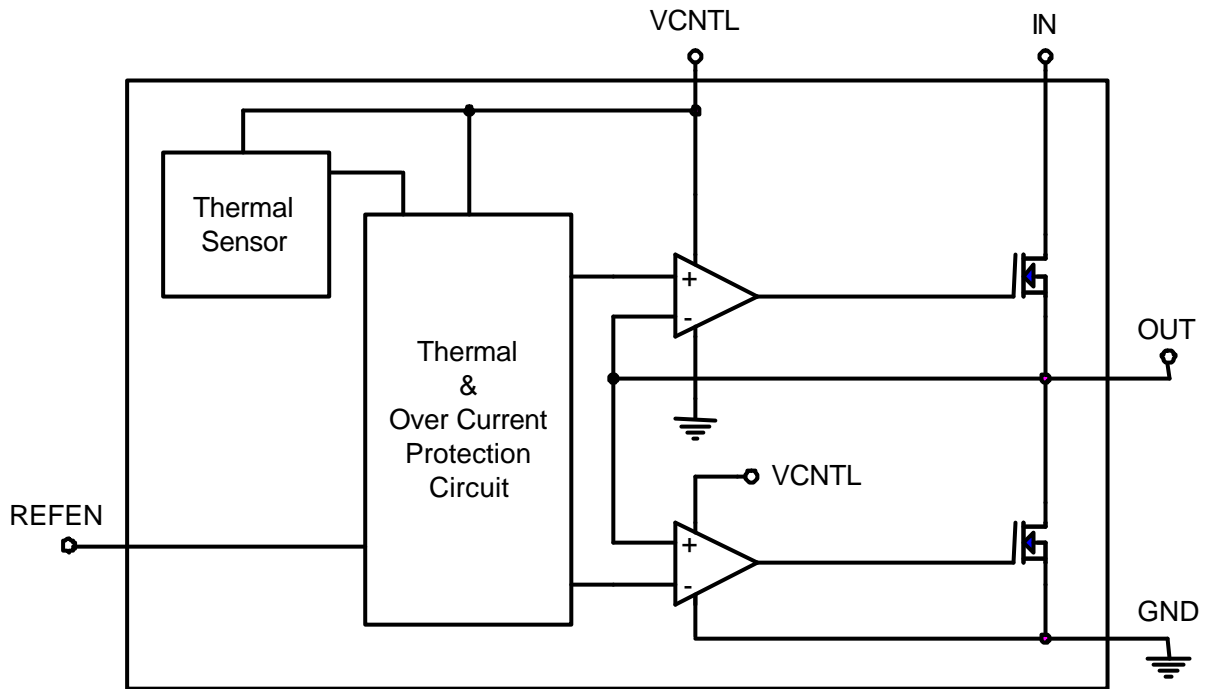 VCNTL
IN
Thermal
Sensor
+
-
OUT
Thermal
&
Over Current
Protection
Circuit
VCNTL
REFEN
+
-
GND